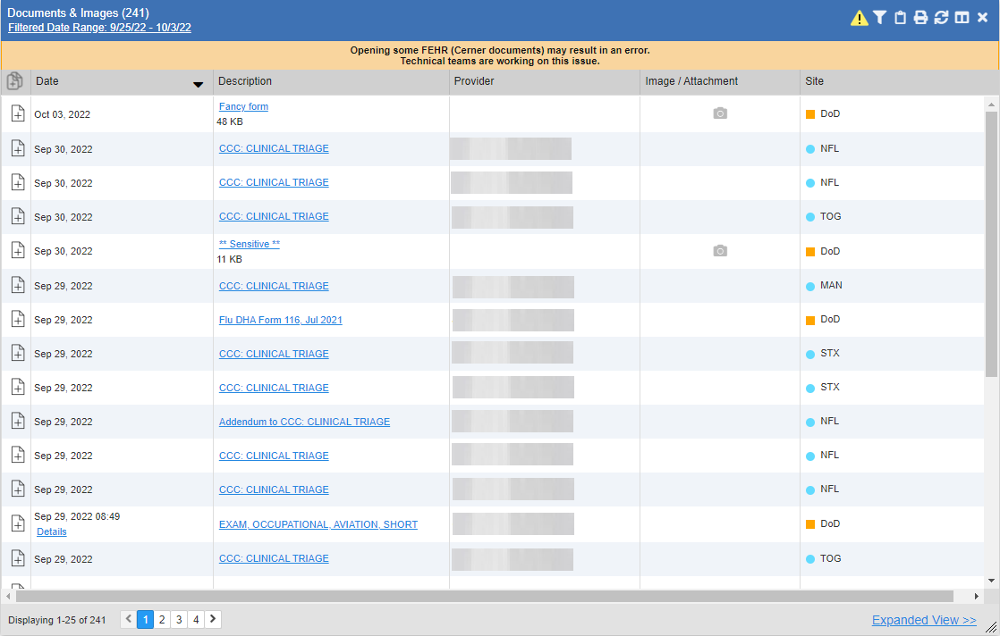 Documents & Images (241)
Filtered Date Range: 9/25/22 - 10/3/22
Opening some FEHR (Cerner documents) may result in an error.
Technical teams are working on this issue.
Date Description Provider Image / Attachment Site
Oct 03, 2022 Fancy form DoD
48 KB
Sep 30, 2022 CCC: CLINICAL TRIAGE NFL
Sep 30, 2022 CCC: CLINICAL TRIAGE NFL
Sep 30, 2022 CCC: CLINICAL TRIAGE TOG
Sep 30, 2022 ** Sensitive ** DoD
11 KB
Sep 29, 2022 CCC: CLINICAL TRIAGE MAN
Sep 29, 2022 Flu DHA Form 116, Jul 2021 DoD
Sep 29, 2022 CCC: CLINICAL TRIAGE STX
Sep 29, 2022 CCC: CLINICAL TRIAGE STX
Sep 29, 2022 Addendum to CCC: CLINICAL TRIAGE NFL
Sep 29, 2022 CCC: CLINICAL TRIAGE NFL
Sep 29, 2022 CCC: CLINICAL TRIAGE NFL
Sep 29, 2022 08:49 EXAM, OCCUPATIONAL, AVIATION, SHORT DoD
Details
Sep 29, 2022 CCC: CLINICAL TRIAGE TOG
Displaying 1-25 of 241 < 1 2 3 4 > Expanded View >>